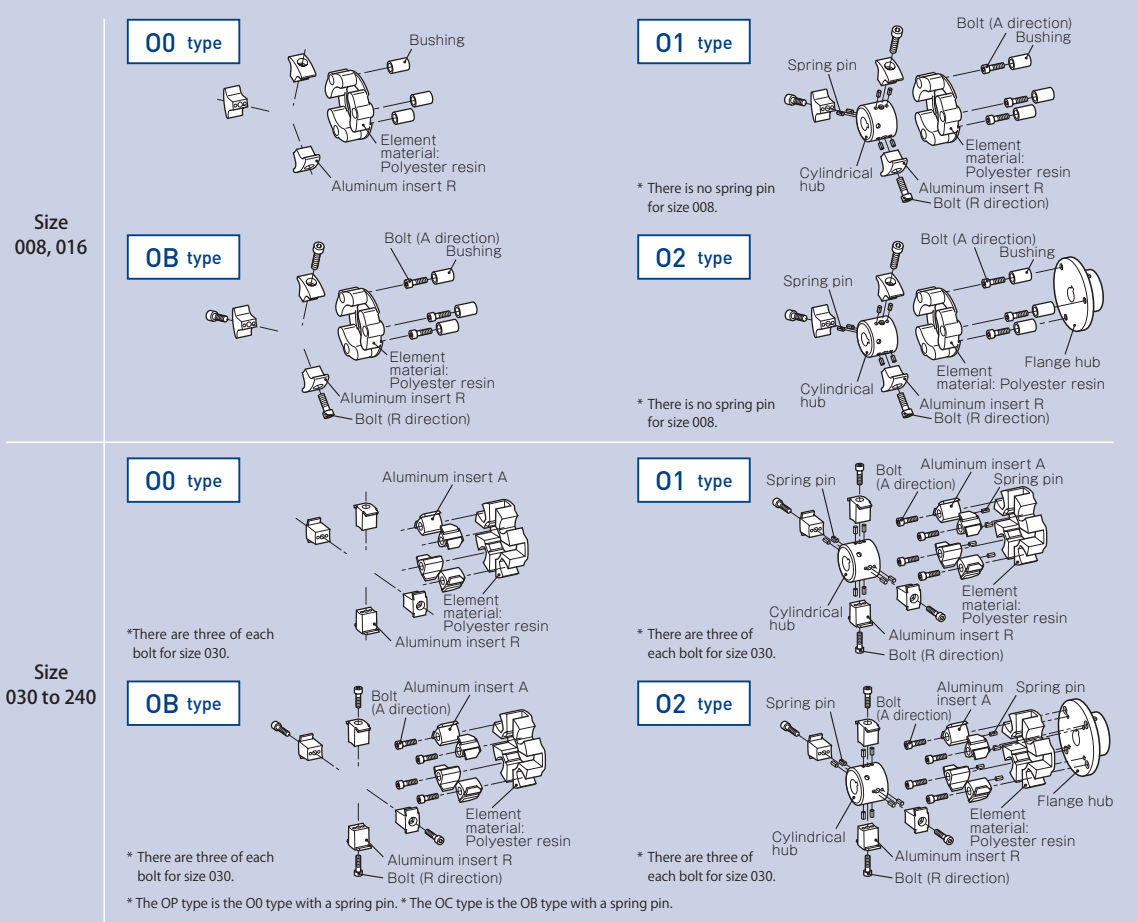 Size
008, 016
O0 type
Bushing
Element
material:
Polyester resin
Aluminum insert R
O1 type
Bolt (A direction)
Bushing
Spring pin
Element
material:
Polyester resin
Cylindrical
hub
Aluminum insert R
Bolt (R direction)
* There is no spring pin
for size 008.
OB type
Bolt (A direction)
Bushing
Element
material:
Polyester resin
Aluminum insert R
Bolt (R direction)
O2 type
Bolt (A direction)
Bushing
Spring pin
Flange hub
Element
material: Polyester resin
Cylindrical
hub
Aluminum insert R
Bolt (R direction)
* There is no spring pin
for size 008.
Size
030 to 240
O0 type
Aluminum insert A
Element
material:
Polyester resin
Aluminum insert R
*There are three of each
bolt for size 030.
O1 type
Spring pin
Bolt
(A direction)
Aluminum insert A
Spring pin
Element
material:
Polyester resin
Cylindrical
hub
Aluminum insert R
Bolt (R direction)
* There are three of
each bolt for size 030.
OB type
Bolt
(A direction)
Aluminum insert A
Element
material:
Polyester resin
Aluminum insert R
Bolt (R direction)
* There are three of each
bolt for size 030.
O2 type
Spring pin
Bolt
(A direction)
Aluminum
insert A
Spring pin
Flange hub
Element
material:
Polyester resin
Cylindrical
hub
Aluminum insert R
Bolt (R direction)
* There are three of
each bolt for size 030.
* The OP type is the O0 type with a spring pin. * The OC type is the OB type with a spring pin.